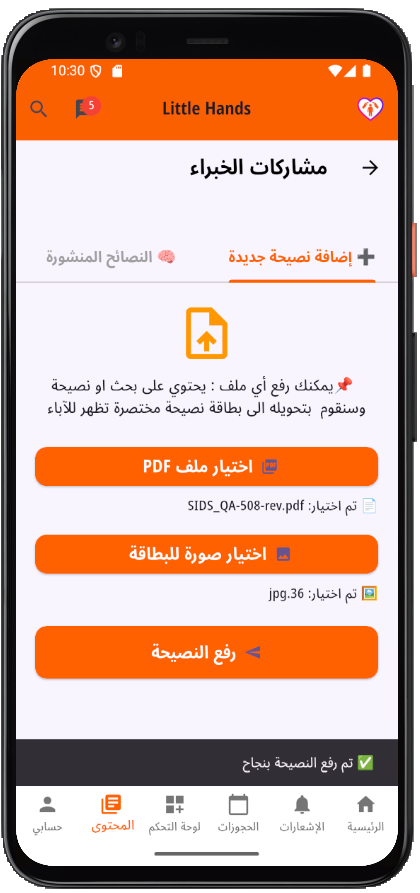 10:30
5
Little Hands
مشاركات الخبراء
إضافة نصيحة جديدة
النصائح المنشورة
يمكنك رفع أي ملف : يحتوي على بحث او نصيحة
وسنقوم بتحويله الى بطاقة نصيحة مختصرة تظهر للآباء
اختيار ملف PDF
تم اختيار: SIDS_QA-508-rev.pdf
اختيار صورة للبطاقة
تم اختيار: 36.jpg
رفع النصيحة
تم رفع النصيحة بنجاح
الرئيسية
الإشعارات
الحجوزات
لوحة التحكم
المحتوى
حسابي